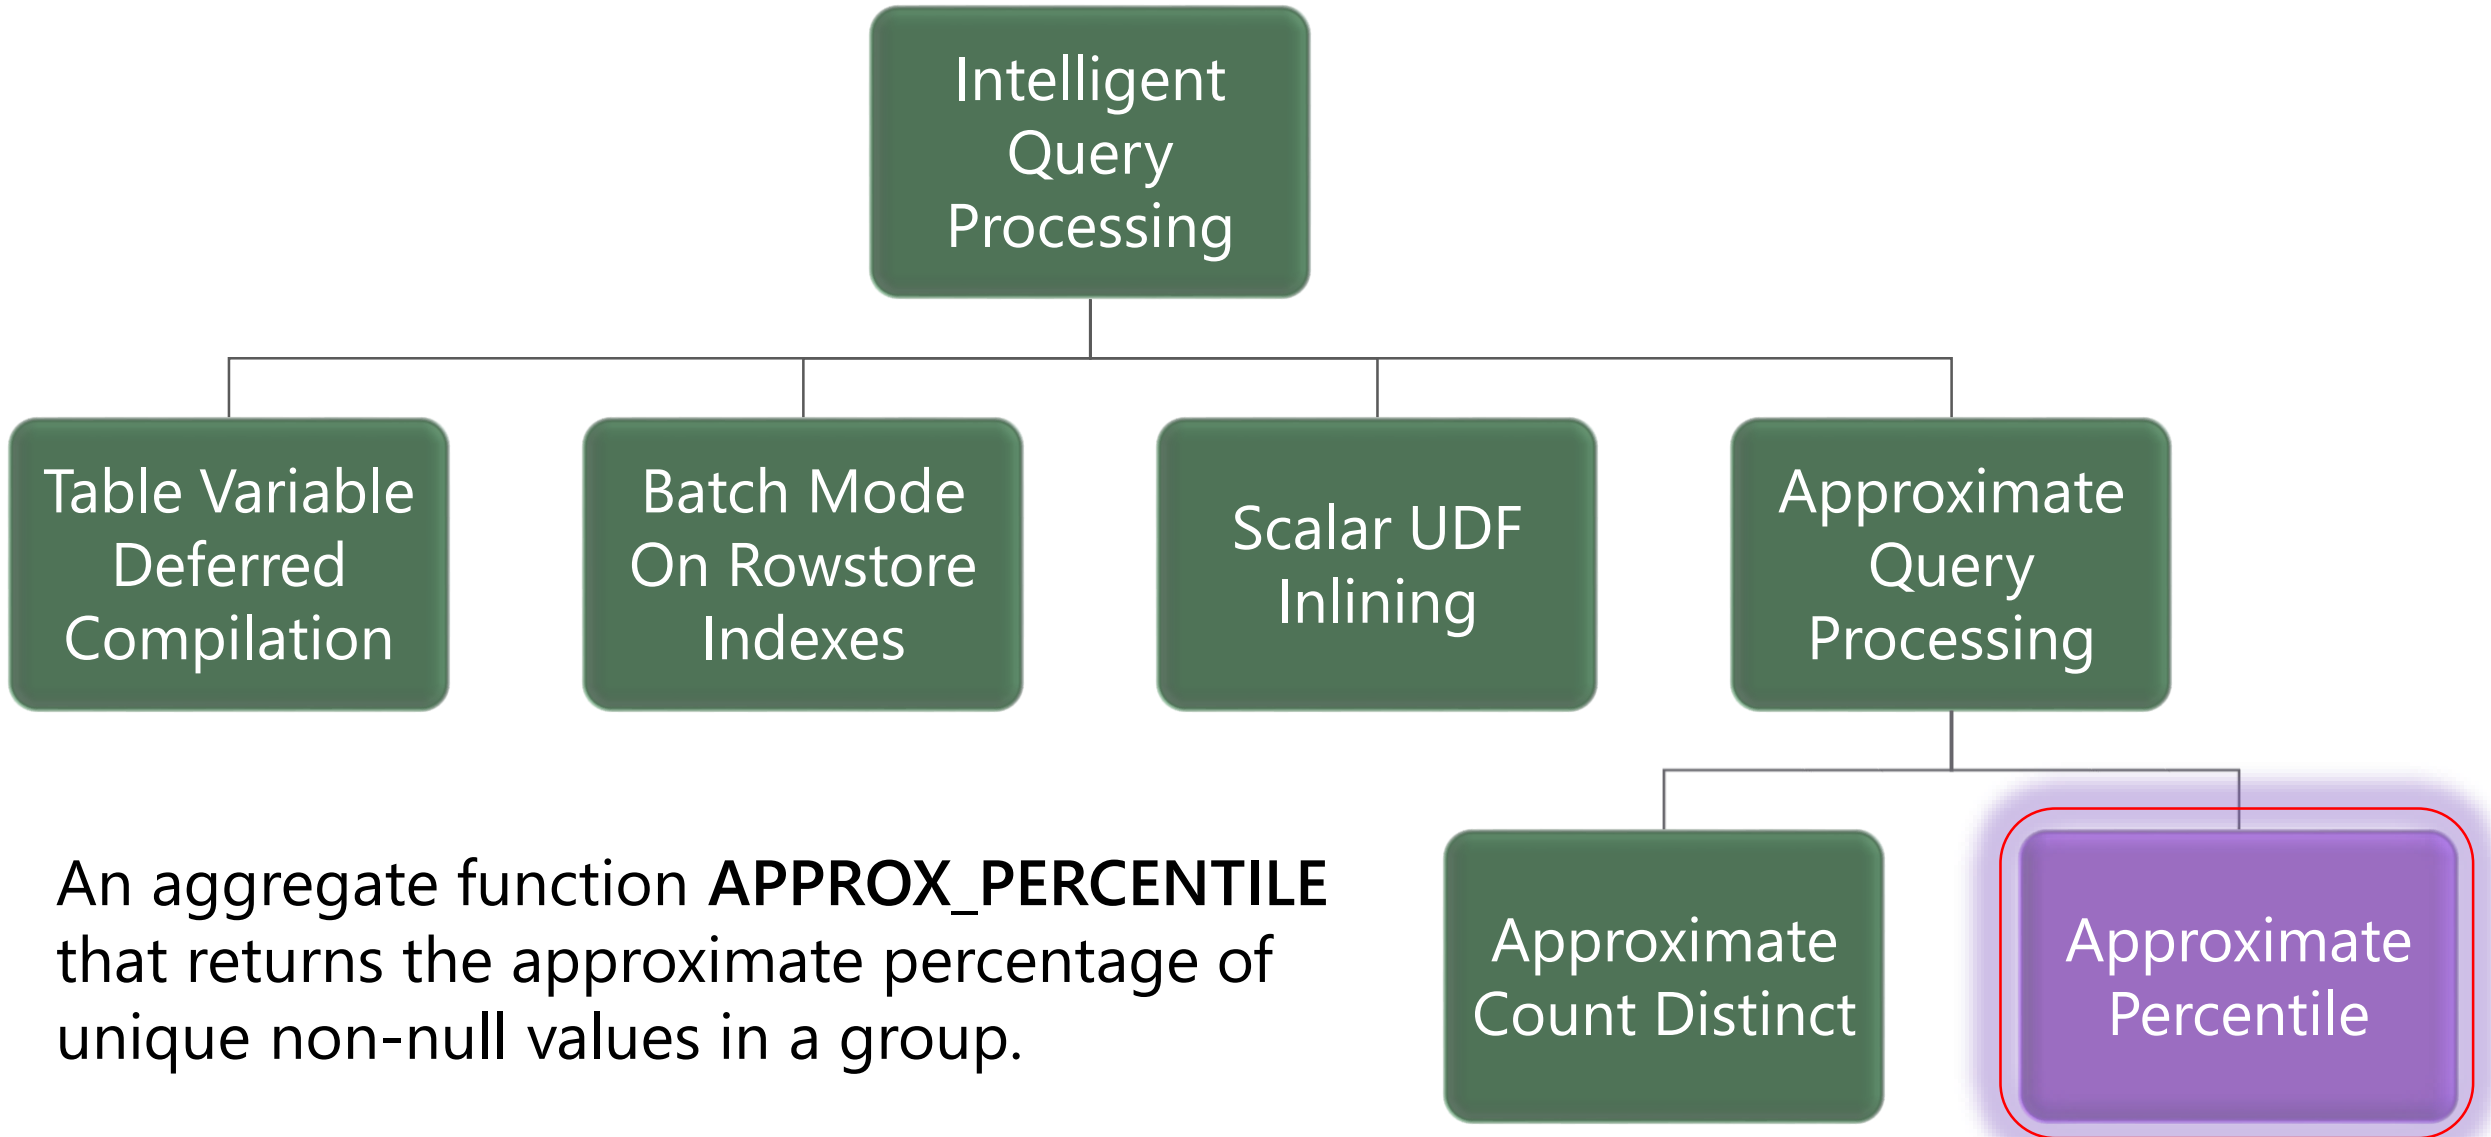 Intelligent
Query
Processing
Table Variable
Deferred
Compilation
Batch Mode
On Rowstore
Indexes
Scalar UDF
Inlining
Approximate
Query
Processing
An aggregate function APPROX_PERCENTILE
that returns the approximate percentage of
unique non-null values in a group.
Approximate
Count Distinct
Approximate
Percentile